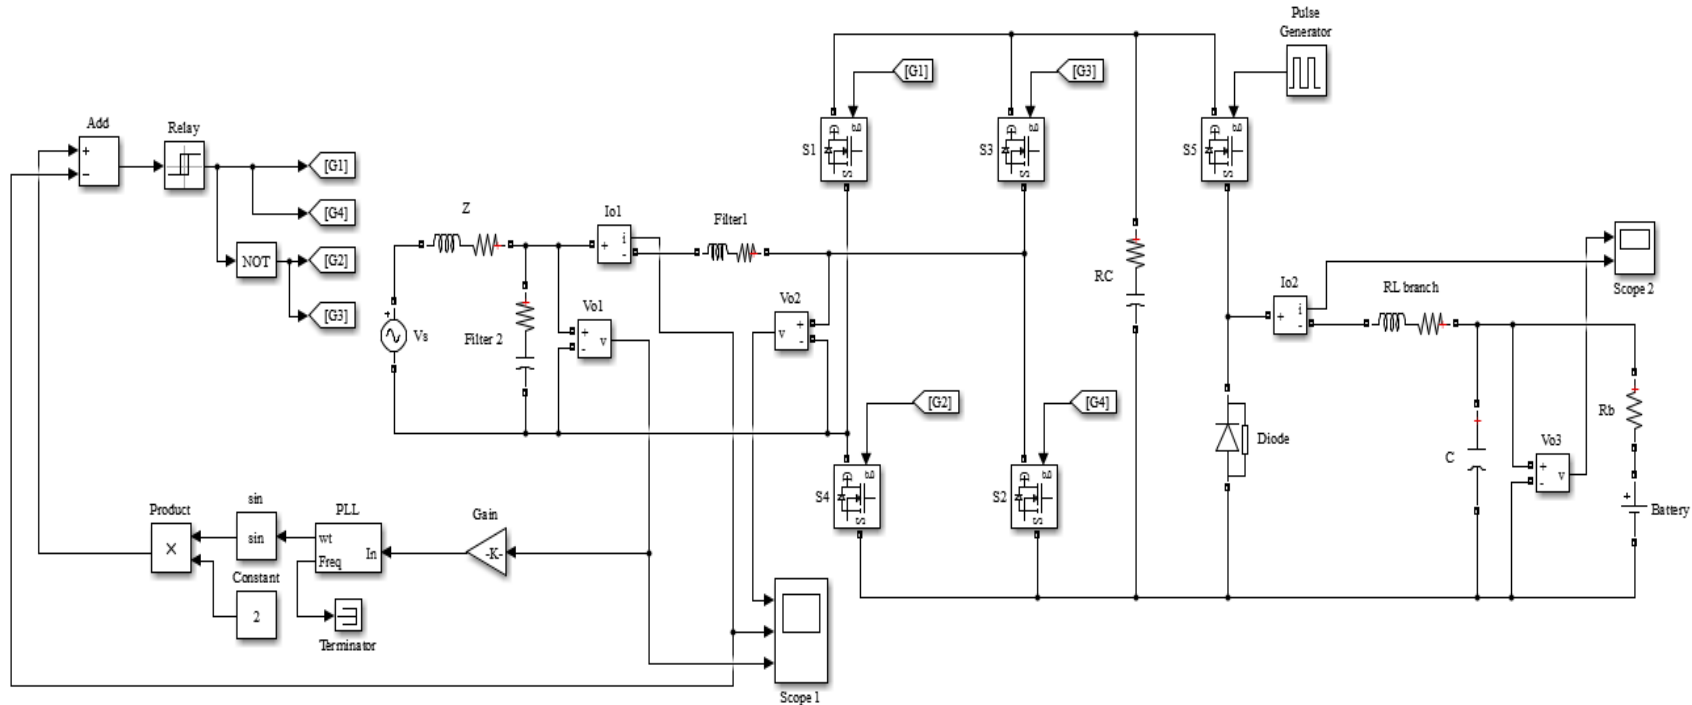 Pulse
Generator
[G1]
[G3]
Add
Relay
+
−
[G1]
[G4]
NOT
[G2]
[G3]
S1
S3
S5
Z
Io1
i
+
-
Filter1
Vs
+
Filter 2
Vo1
+
-
v
Vo2
v
+
-
RC
Io2
i
+
-
RL branch
Scope 2
[G2]
[G4]
S4
S2
Diode
C
Vo3
+
-
v
Rb
+
Battery
Product
×
sin
sin
PLL
wt
Freq
In
Gain
-K-
Constant
2
Terminator
Scope 1